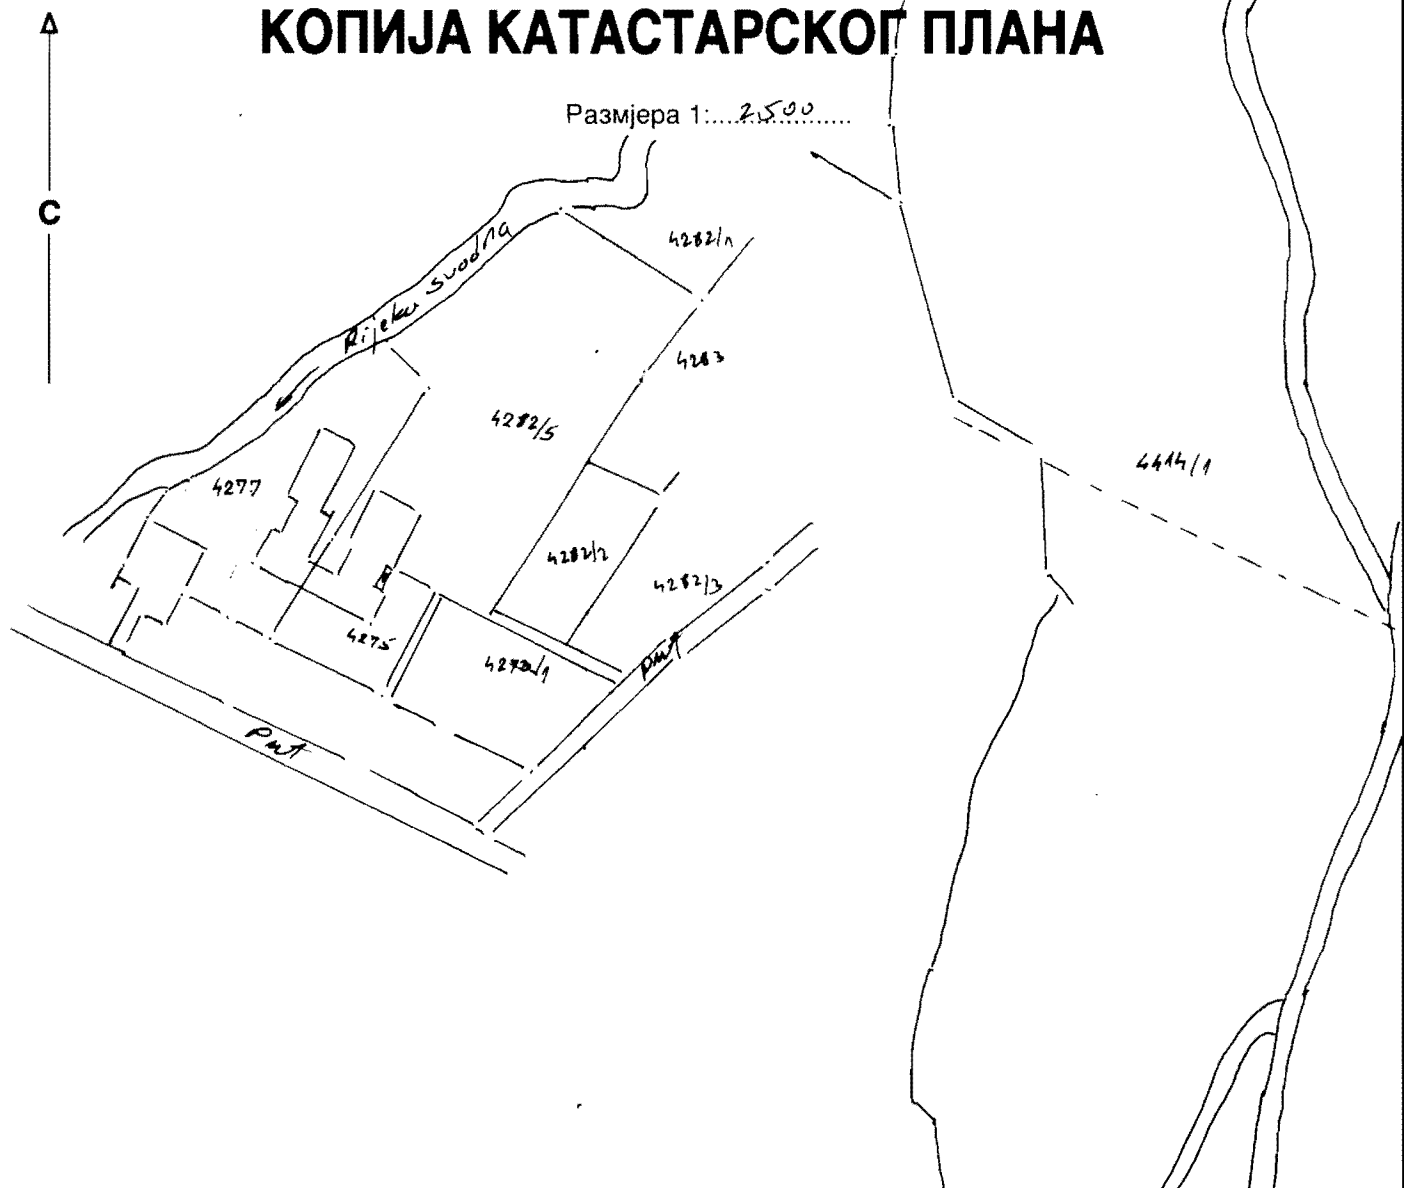 КОПИЈА КАТАСТАРСКОГ ПЛАНА
Размјера 1:....2500......
С
Rijeka Svodna
4282/1
4283
4282/5
4277
4282/2
4282/3
4275
put
put
4414/1